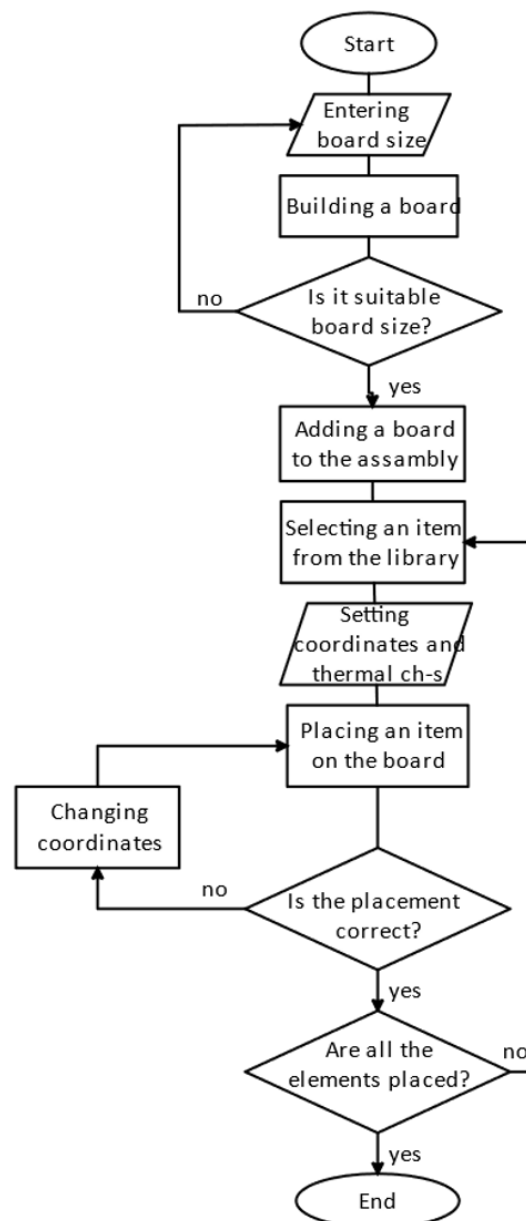 Start
Entering
board size
Building a board
no
Is it suitable
board size?
yes
Adding a board
to the assambly
Selecting an item
from the library
Setting
coordinates and
thermal ch-s
Placing an item
on the board
Changing
coordinates
no
Is the placement
correct?
yes
Are all the
elements placed?
no
yes
End